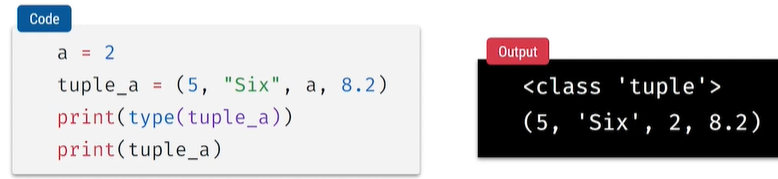 Code
a = 2
tuple_a = (5, "Six", a, 8.2)
print(type(tuple_a))
print(tuple_a)
Output
<class 'tuple'>
(5, 'Six', 2, 8.2)